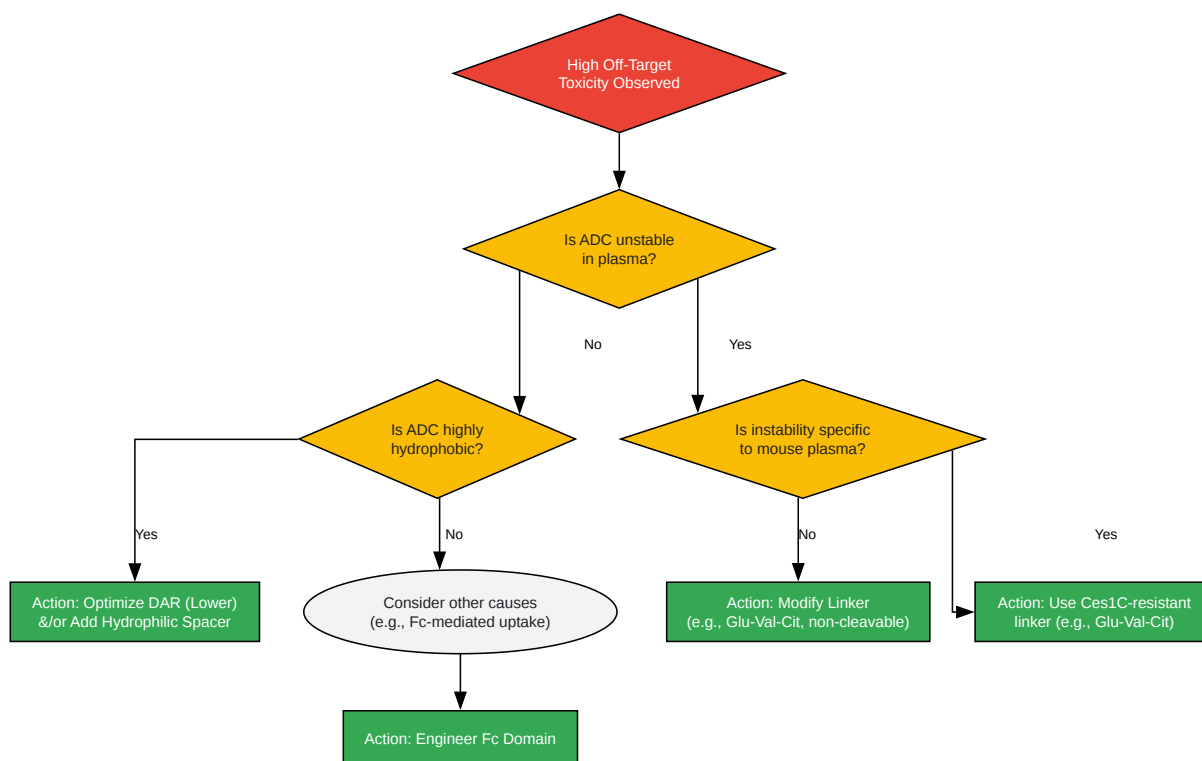 High Off-Target
Toxicity Observed
Is ADC unstable
in plasma?
No
Yes
Is ADC highly
hydrophobic?
Is instability specific
to mouse plasma?
Yes
No
No
Yes
Action: Optimize DAR (Lower)
&/or Add Hydrophilic Spacer
Consider other causes
(e.g., Fc-mediated uptake)
Action: Modify Linker
(e.g., Glu-Val-Cit, non-cleavable)
Action: Use Ces1C-resistant
linker (e.g., Glu-Val-Cit)
Action: Engineer Fc Domain